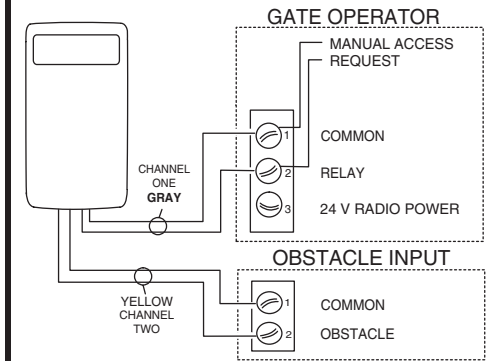 GATE OPERATOR
MANUAL ACCESS
REQUEST
1
COMMON
2
RELAY
3
24 V RADIO POWER
CHANNEL
ONE
GRAY
OBSTACLE INPUT
1
COMMON
2
OBSTACLE
YELLOW
CHANNEL
TWO